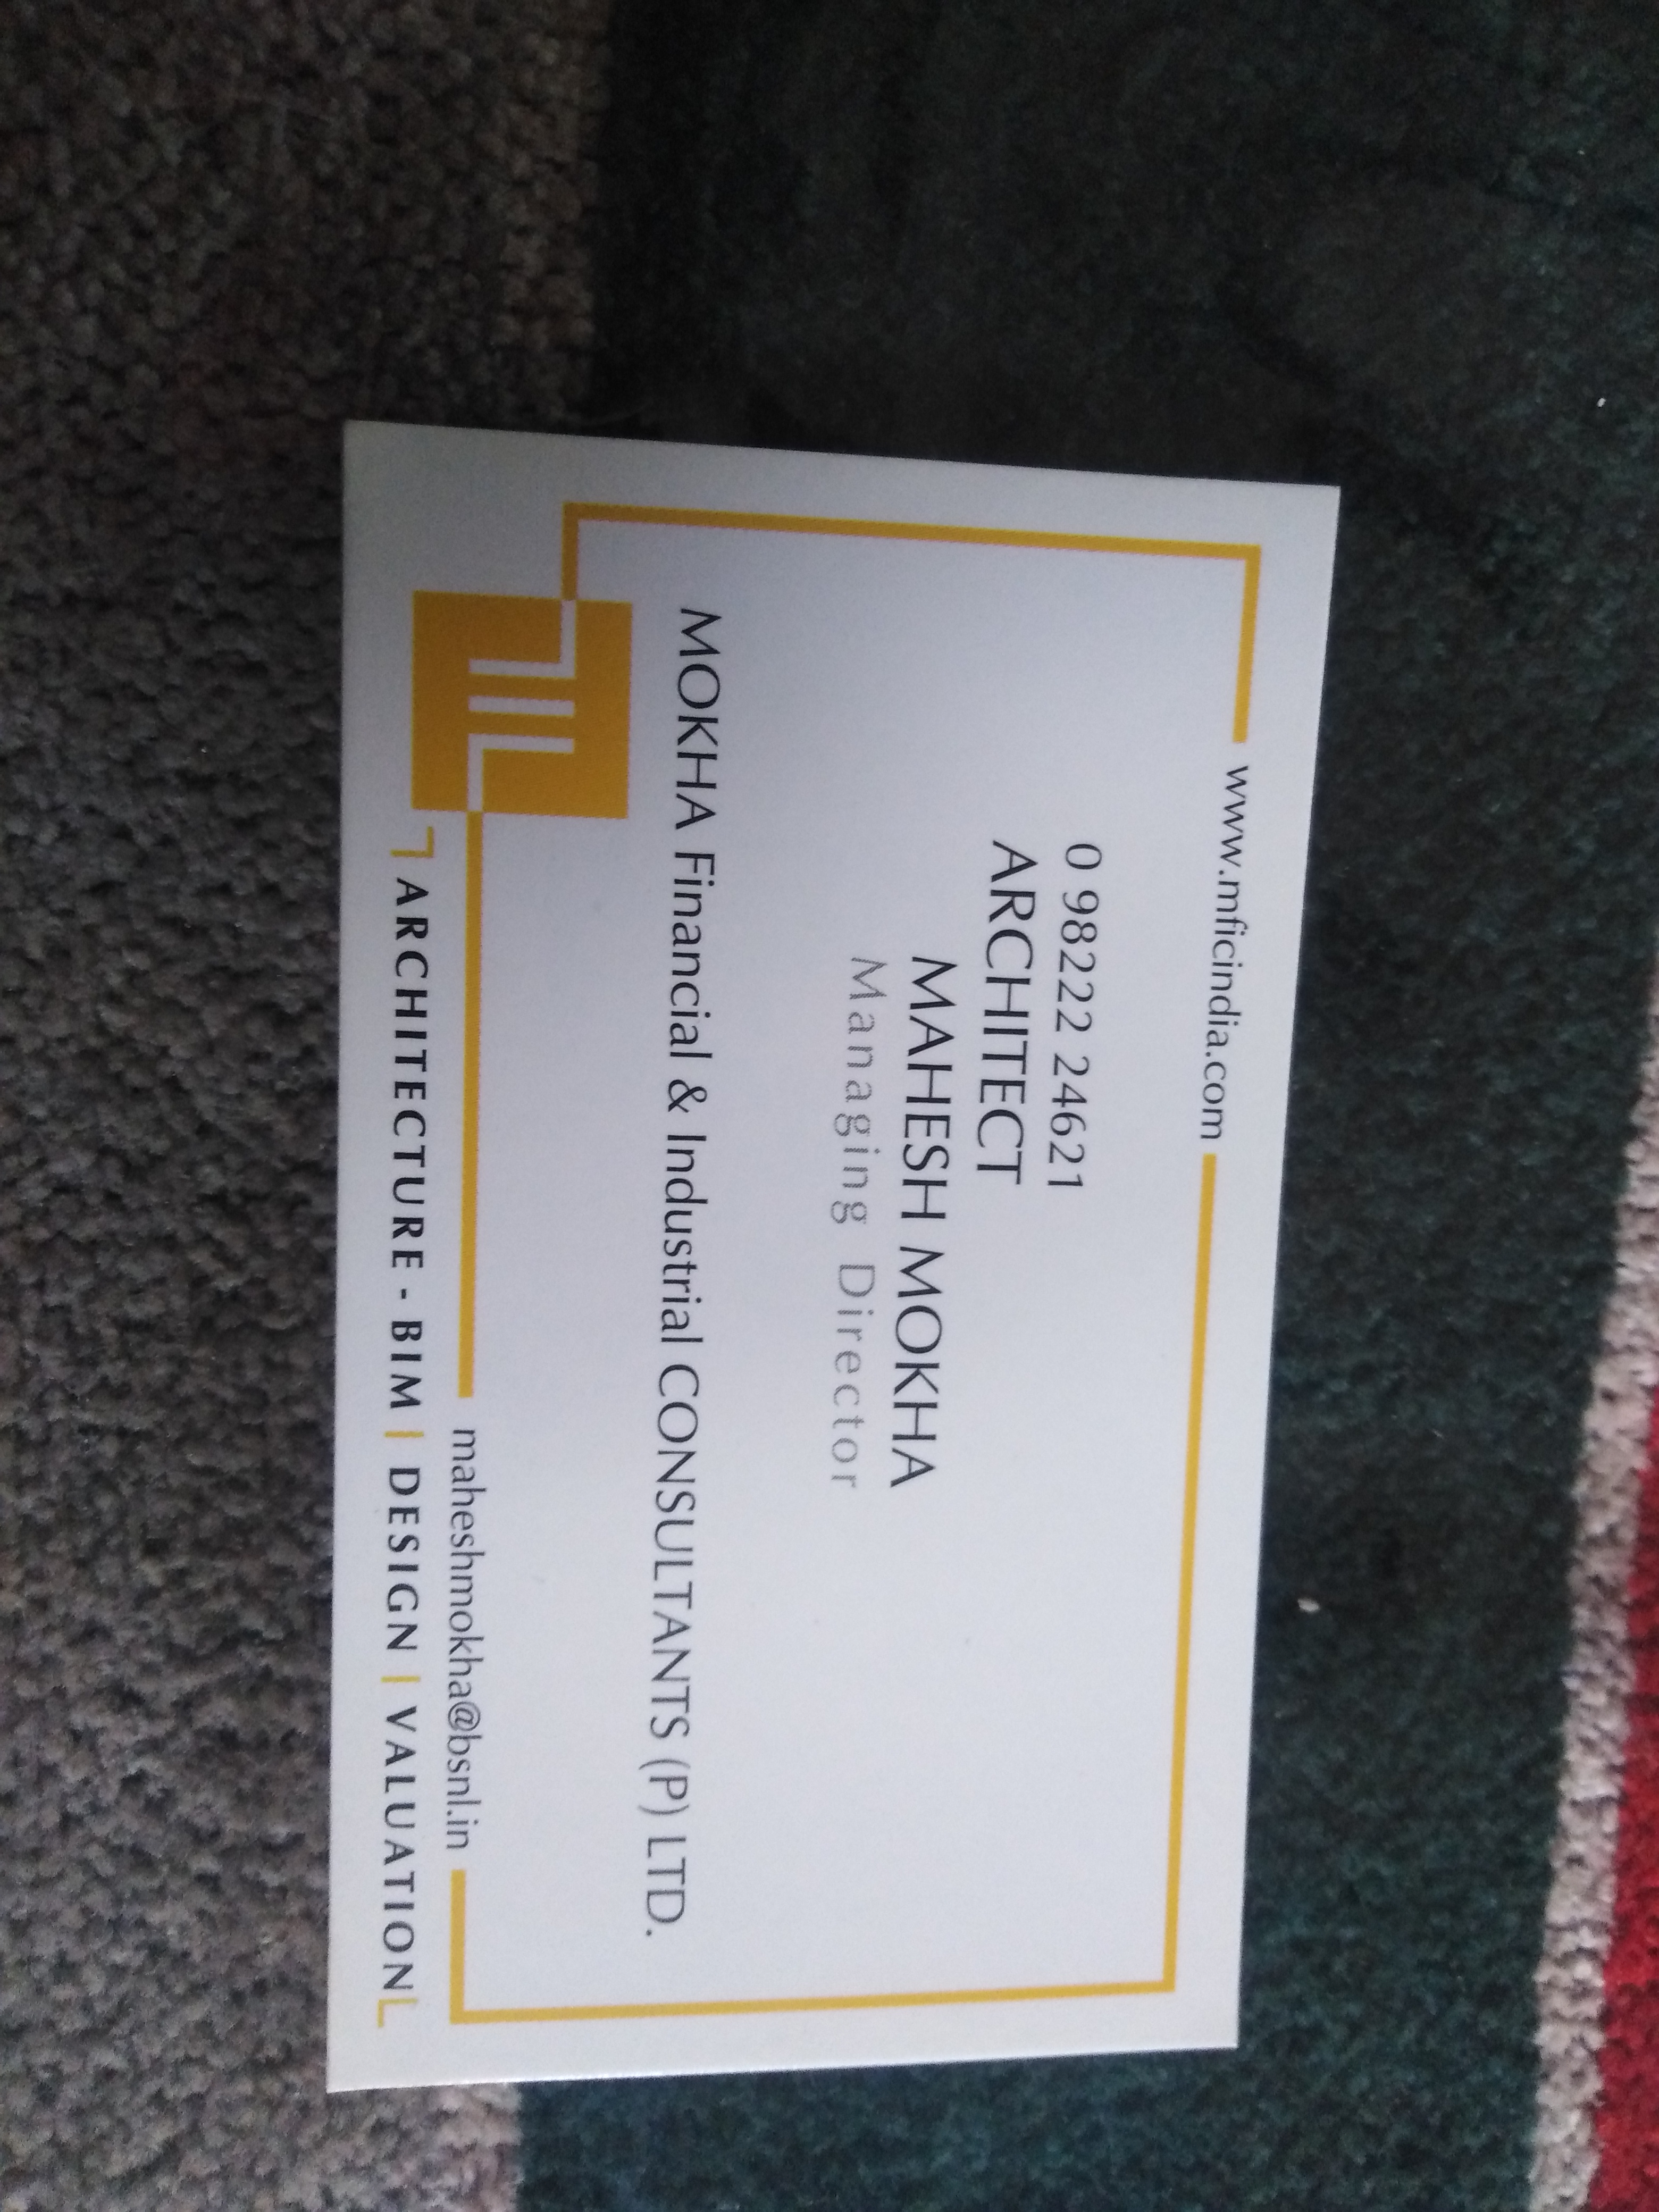 www.mficindia.com
0 98222 24621
ARCHITECT
MAHESH MOKHA
Managing Director
MOKHA Financial & Industrial CONSULTANTS (P) LTD.
maheshmokha@bsnl.in
ARCHITECTURE - BIM | DESIGN | VALUATION